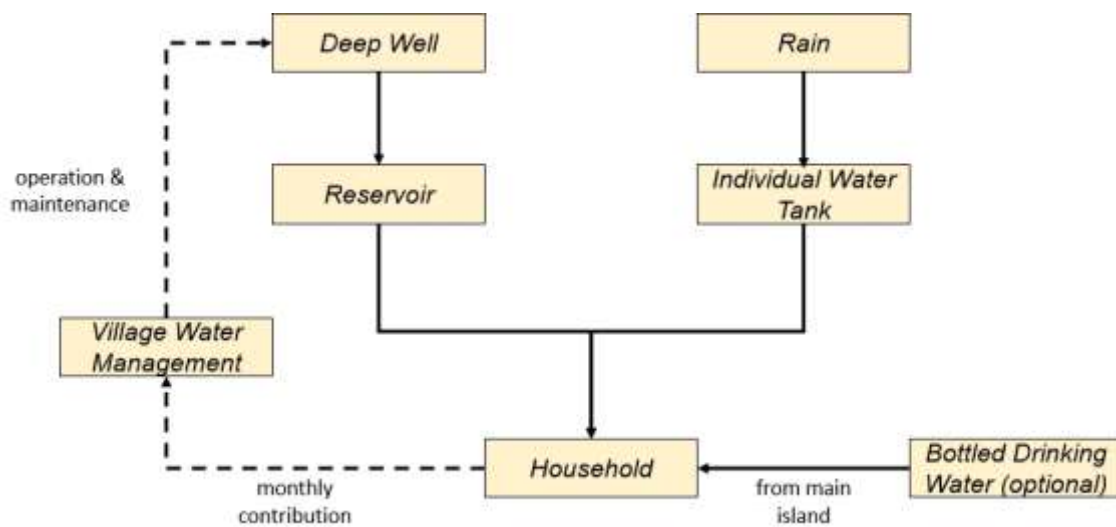 Deep Well
Rain
operation &
maintenance
Reservoir
Individual Water
Tank
Village Water
Management
Household
Bottled Drinking
Water (optional)
monthly
contribution
from main
island